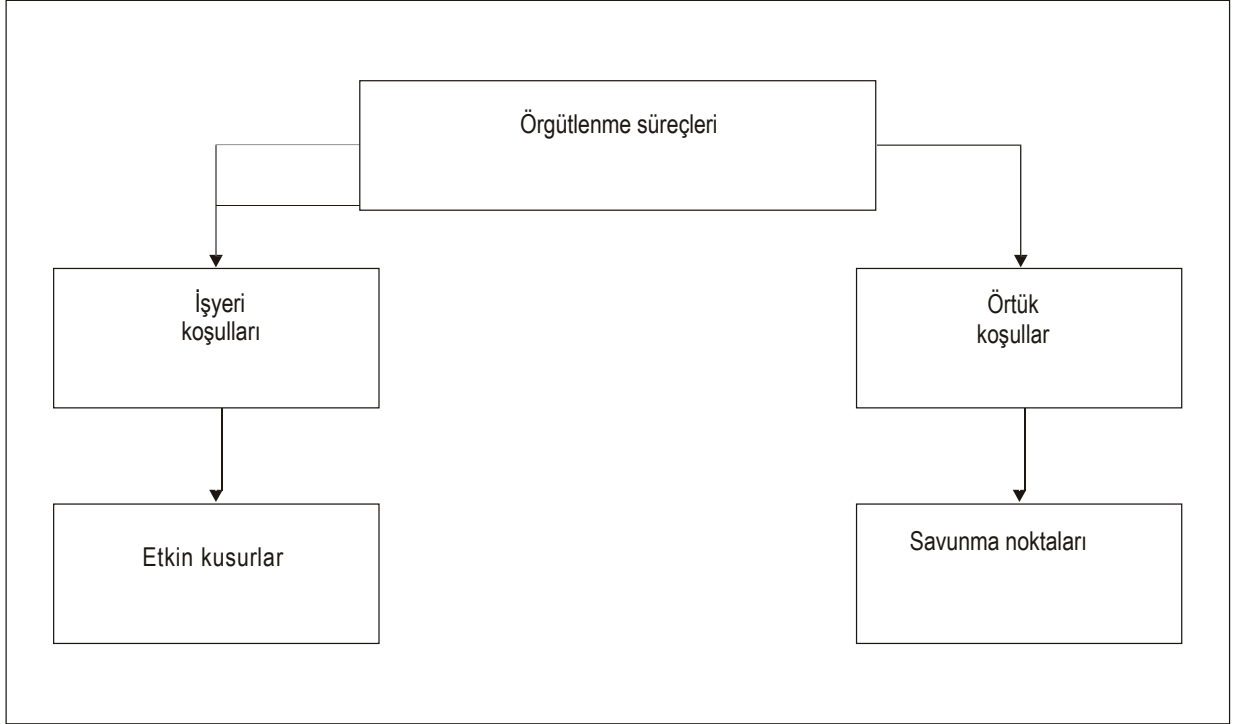 Örgütlenme süreçleri
İşyeri
koşulları
Örtük
koşullar
Etkin kusurlar
Savunma noktaları